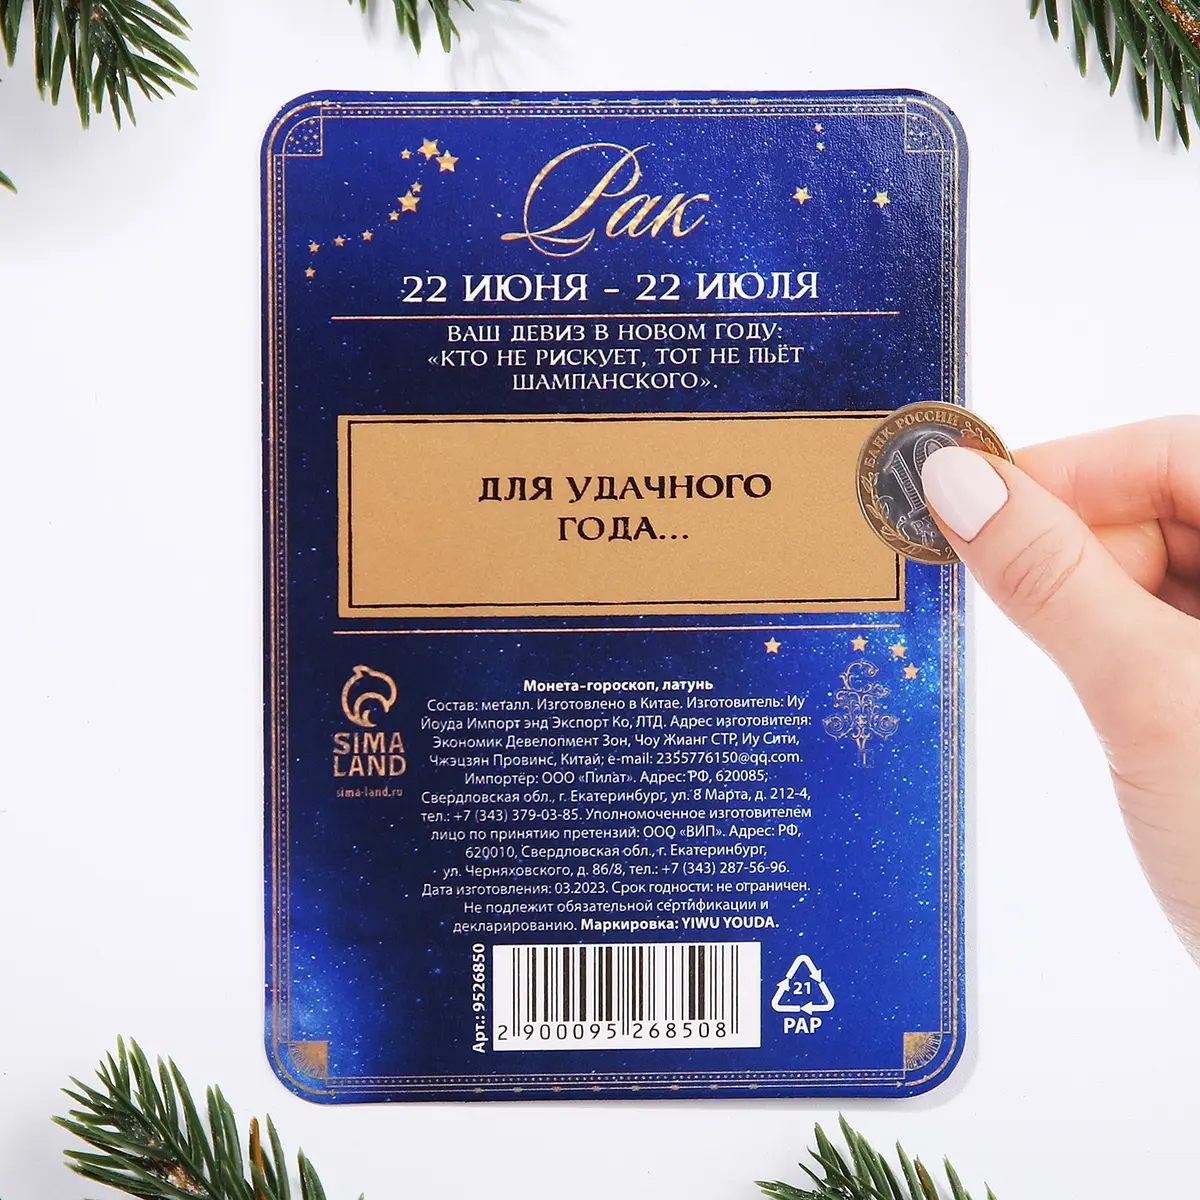 Рак
22 ИЮНЯ - 22 ИЮЛЯ
ВАШ ДЕВИЗ В НОВОМ ГОДУ:
«КТО НЕ РИСКУЕТ, ТОТ НЕ ПЬЁТ
ШАМПАНСКОГО».
БАНК РОССИИ
10
ДЛЯ УДАЧНОГО
ГОДА...
SIMA
LAND
sima-land.ru
Монета-гороскоп, латунь
Состав: металл. Изготовлено в Китае. Изготовитель: Иу
Йоуда Импорт энд Экспорт Ко, ЛТД. Адрес изготовителя:
Экономик Девелопмент Зон, Чоу Жианг СТР, Иу Сити,
Чжэцзян Провинс, Китай; e-mail: 2355776150@qq.com.
Импортёр: ООО «Пилат». Адрес: РФ, 620085;
Свердловская обл., г. Екатеринбург, ул. 8 Марта, д. 212-4,
тел.: +7 (343) 379-03-85. Уполномоченное изготовителем
лицо по принятию претензий: ООО «ВИП». Адрес: РФ,
620010, Свердловская обл., г. Екатеринбург,
ул. Черняховского, д. 86/8, тел.: +7 (343) 287-56-96.
Дата изготовления: 03.2023. Срок годности: не ограничен.
Не подлежит обязательной сертификации и
декларированию. Маркировка: YIWU YOUDA.
Арт.: 9526850
2 900095 268508
21
PAP